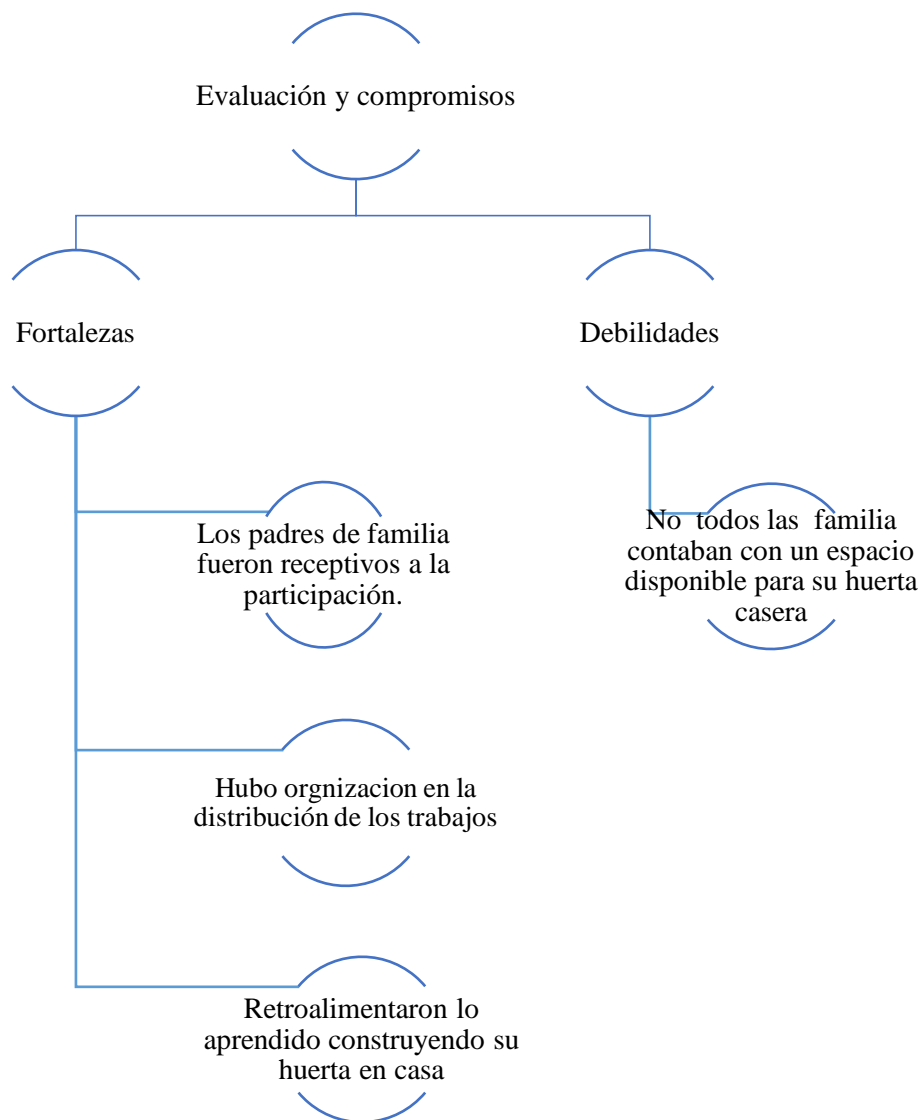 Evaluación y compromisos
Fortalezas
Debilidades
Los padres de familia
fueron receptivos a la
participación.
No todos las familia
contaban con un espacio
disponible para su huerta
casera
Hubo orgnizacion en la
distribución de los trabajos
Retroalimentaron lo
aprendido construyendo su
huerta en casa